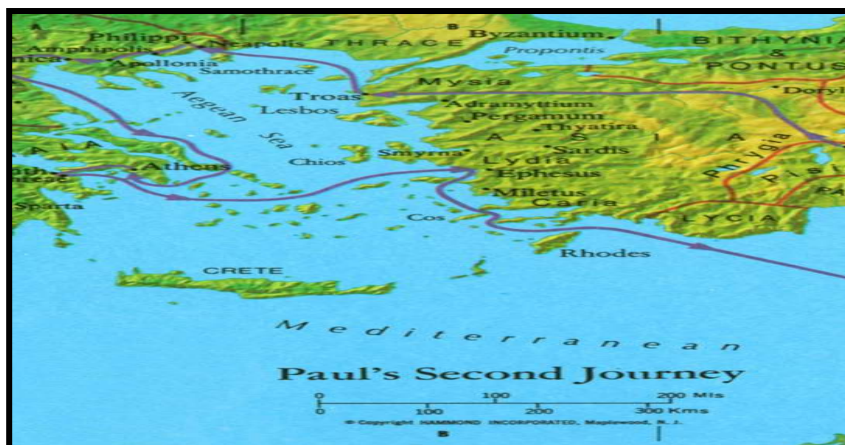 A
B
Philippi
Neapolis
THRACE
Byzantium
BITHYNIA
&
PONTUS
Amphipolis
nica
Apollonia
Propontis
Samothrace
Mysia
Troas
Doryl
Aegean
Sea
Lesbos
Adramyttium
Pergamum
Thyatira
A S I A
Phrygia
Chios
Smyrna
Sardis
Lydia
Athens
Ephesus
Sparta
Miletus
Caria
LYCIA
Cos
Rhodes
CRETE
Mediterranean
Paul's Second Journey
0 100 200 Mls
0 100 200 300 Kms
© Copyright HAMMOND INCORPORATED, Maplewood, N. J.
B